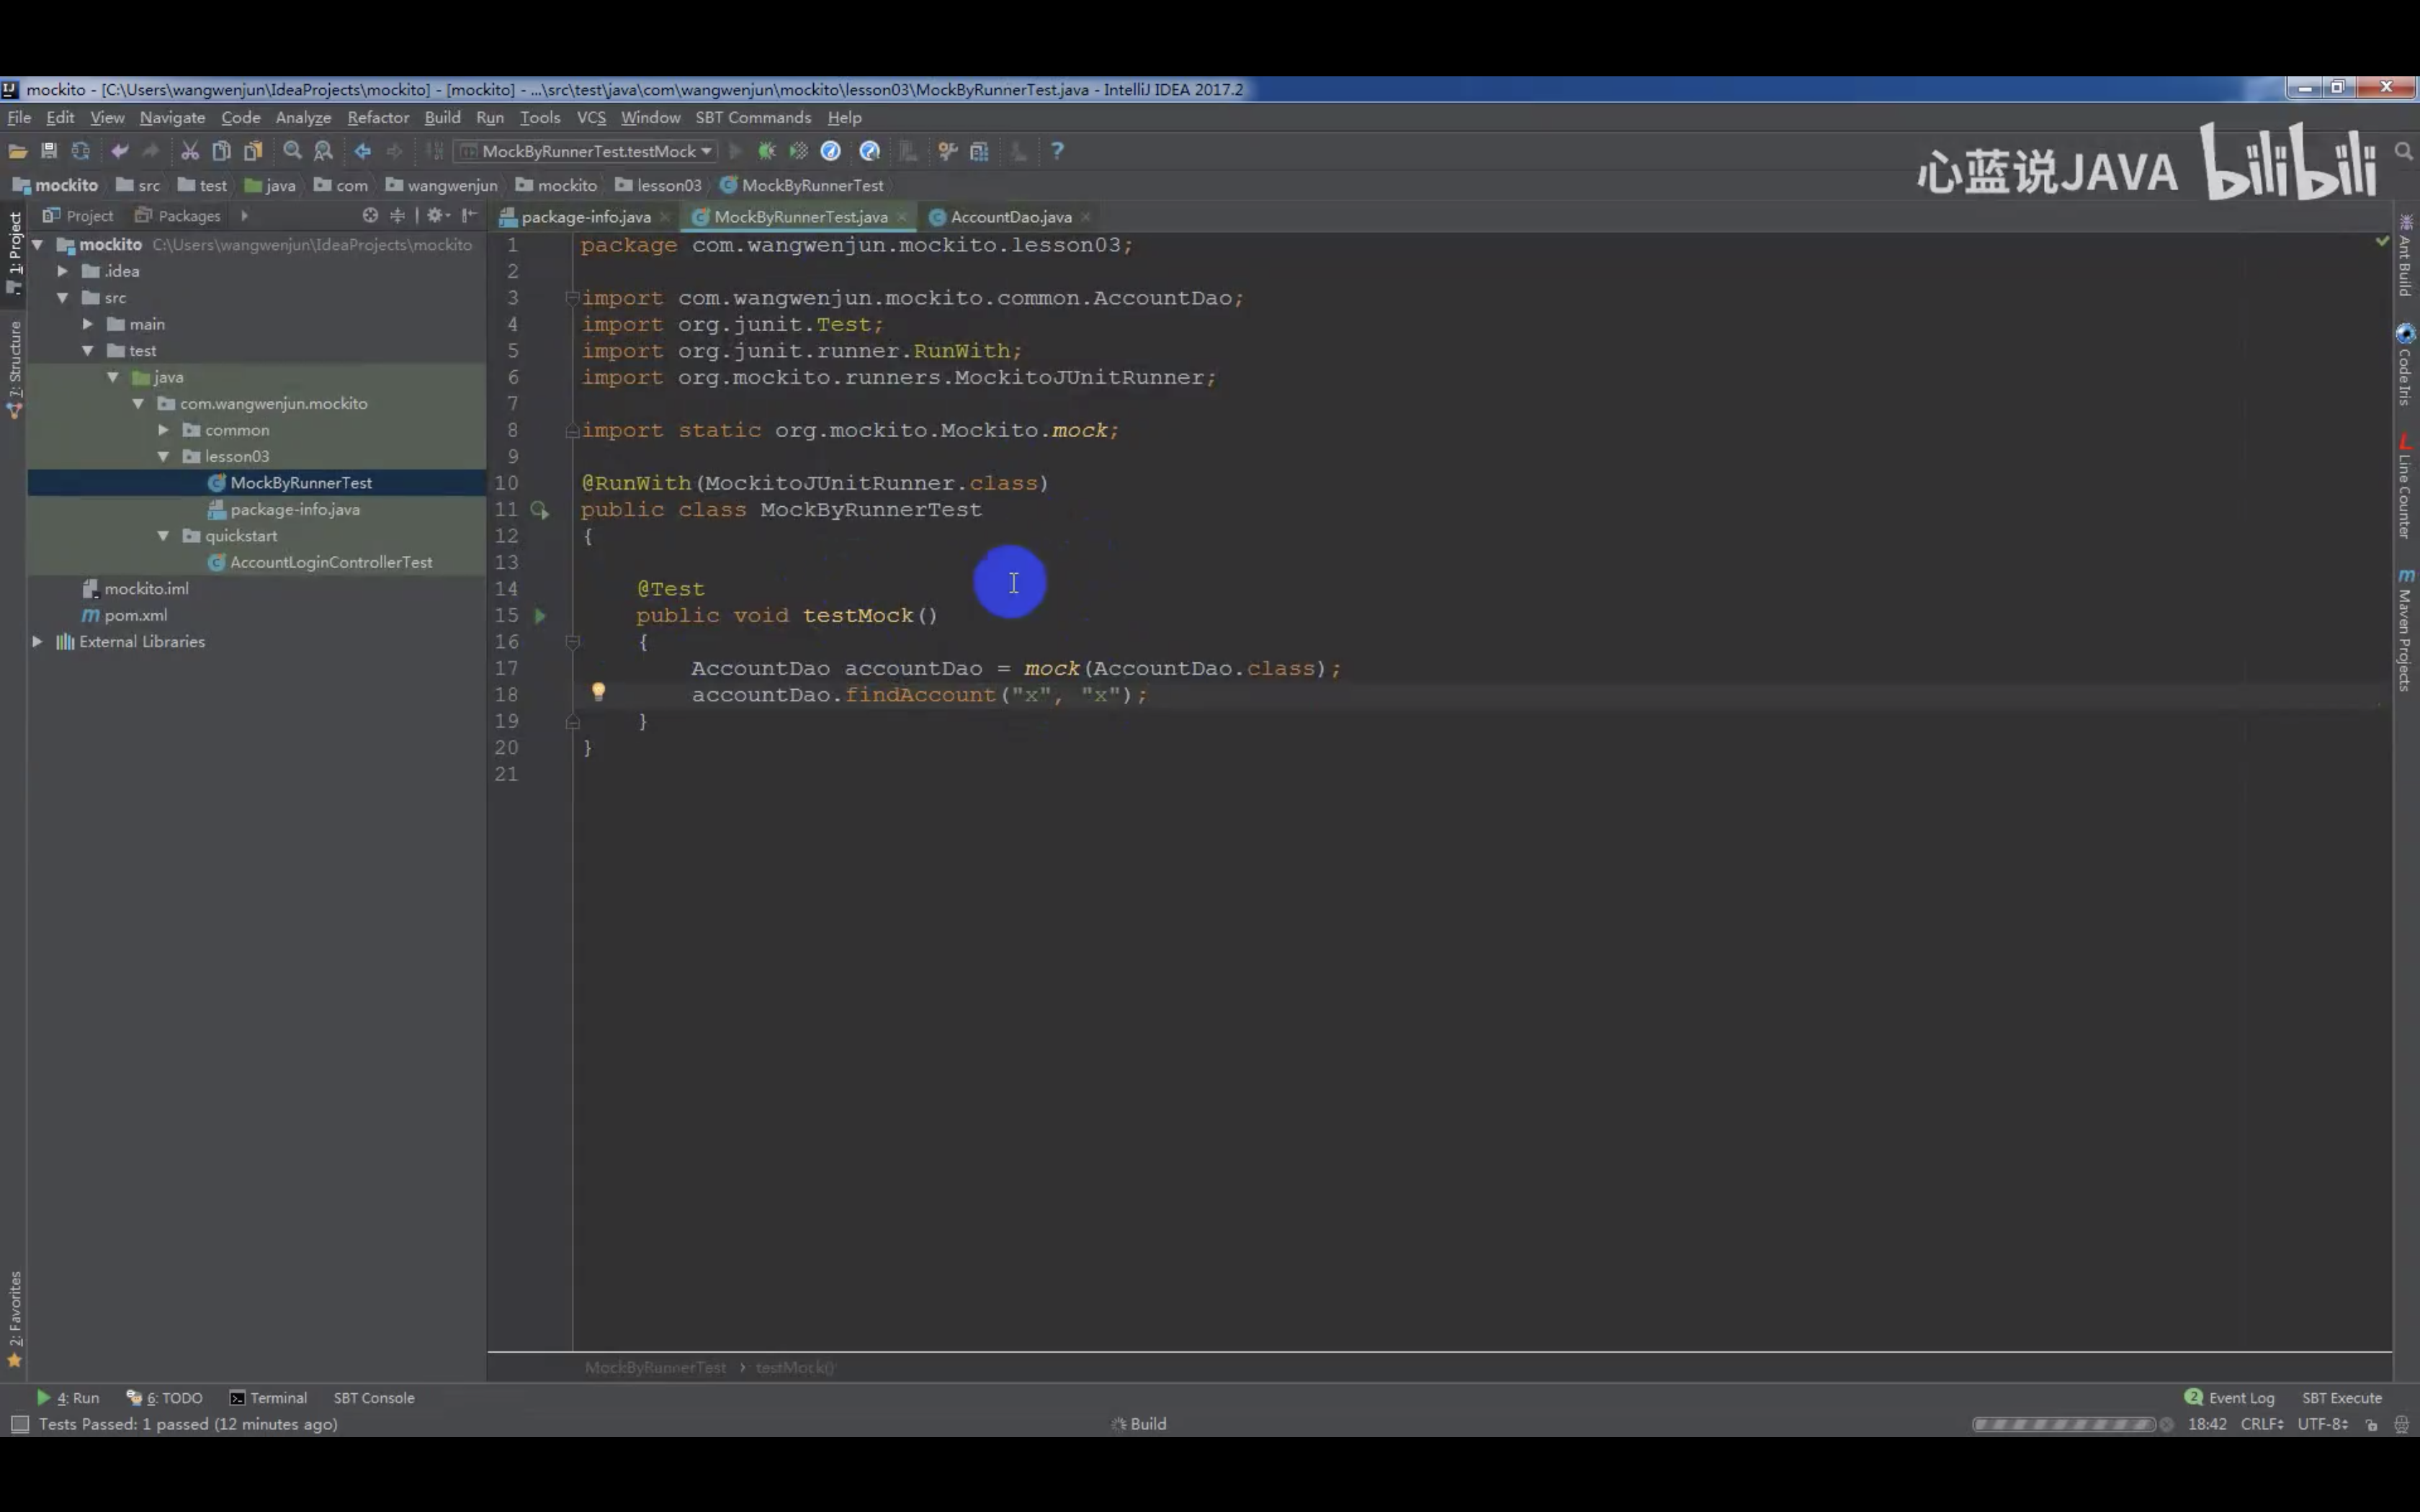 mockito - [C:\Users\wangwenjun\IdeaProjects\mockito] - [mockito] - ...\src\test\java\com\wangwenjun\mockito\lesson03\MockByRunnerTest.java - IntelliJ IDEA 2017.2
File Edit View Navigate Code Analyze Refactor Build Run Tools VCS Window SBT Commands Help
MockByRunnerTest.testMock
心蓝说JAVA bilibili
mockito src test java com wangwenjun mockito lesson03 MockByRunnerTest
Project Packages
package-info.java MockByRunnerTest.java AccountDao.java
1: Project
7: Structure
2: Favorites
mockito C:\Users\wangwenjun\IdeaProjects\mockito
.idea
src
main
test
java
com.wangwenjun.mockito
common
lesson03
MockByRunnerTest
package-info.java
quickstart
AccountLoginControllerTest
mockito.iml
pom.xml
External Libraries
1 package com.wangwenjun.mockito.lesson03;
2
3 import com.wangwenjun.mockito.common.AccountDao;
4 import org.junit.Test;
5 import org.junit.runner.RunWith;
6 import org.mockito.runners.MockitoJUnitRunner;
7
8 import static org.mockito.Mockito.mock;
9
10 @RunWith(MockitoJUnitRunner.class)
11 public class MockByRunnerTest
12 {
13
14 @Test
15 public void testMock()
16 {
17 AccountDao accountDao = mock(AccountDao.class);
18 accountDao.findAccount("x", "x");
19 }
20 }
21
Ant Build
Code Iris
Line Counter
Maven Projects
MockByRunnerTest › testMock()
4: Run 6: TODO Terminal SBT Console
2 Event Log SBT Execute
Tests Passed: 1 passed (12 minutes ago)
Build
18:42 CRLF UTF-8